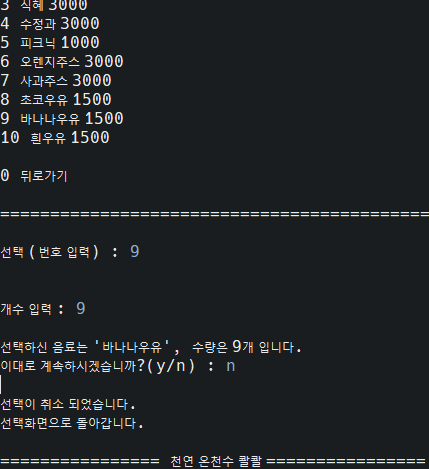 3 식혜 3000
4 수정과 3000
5 피크닉 1000
6 오렌지주스 3000
7 사과주스 3000
8 초코우유 1500
9 바나나우유 1500
10 흰우유 1500
0 뒤로가기
===========================================
선택(번호 입력) : 9
개수 입력 : 9
선택하신 음료는 '바나나우유', 수량은 9개 입니다.
이대로 계속하시겠습니까?(y/n) : n
선택이 취소 되었습니다.
선택화면으로 돌아갑니다.
================ 천연 온천수 콸콸 ================